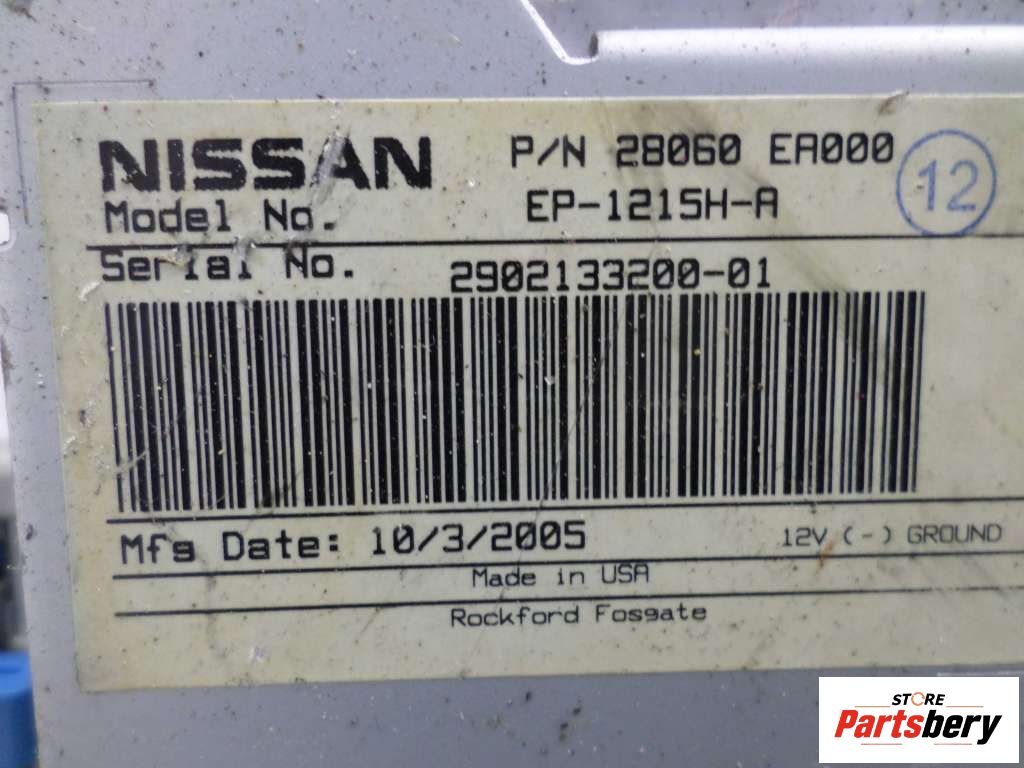 NISSAN P/N 28060 EA000
12
Model No. EP-1215H-A
Serial No. 2902133200-01
Mfg Date: 10/3/2005 12V (-) GROUND
Made in USA
Rockford Fosgate
STORE
Partsbery